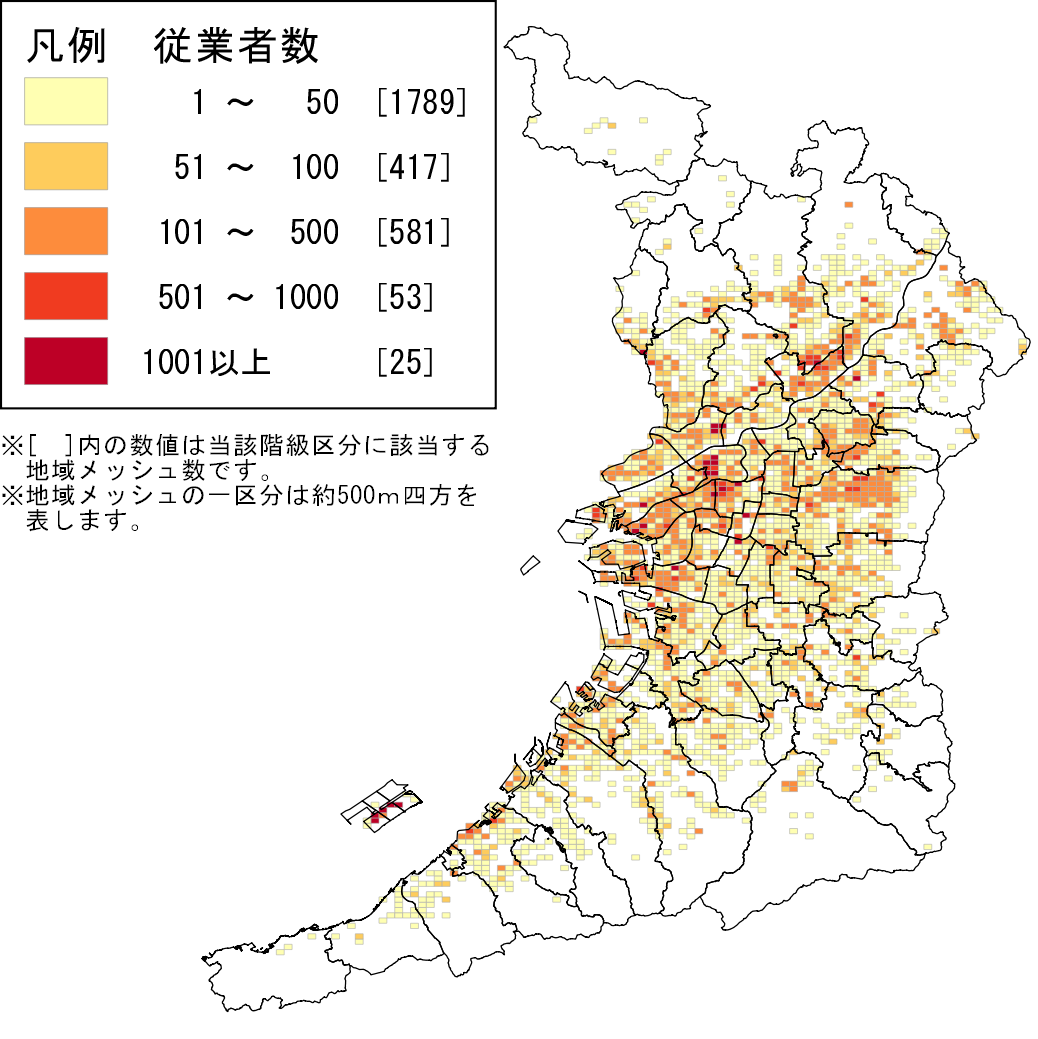 凡例 従業者数
1 ～ 50 [1789]
51 ～ 100 [417]
101 ～ 500 [581]
501 ～ 1000 [53]
1001以上 [25]
※[ ]内の数値は当該階級区分に該当する
地域メッシュ数です。
※地域メッシュの一区分は約500ｍ四方を
表します。